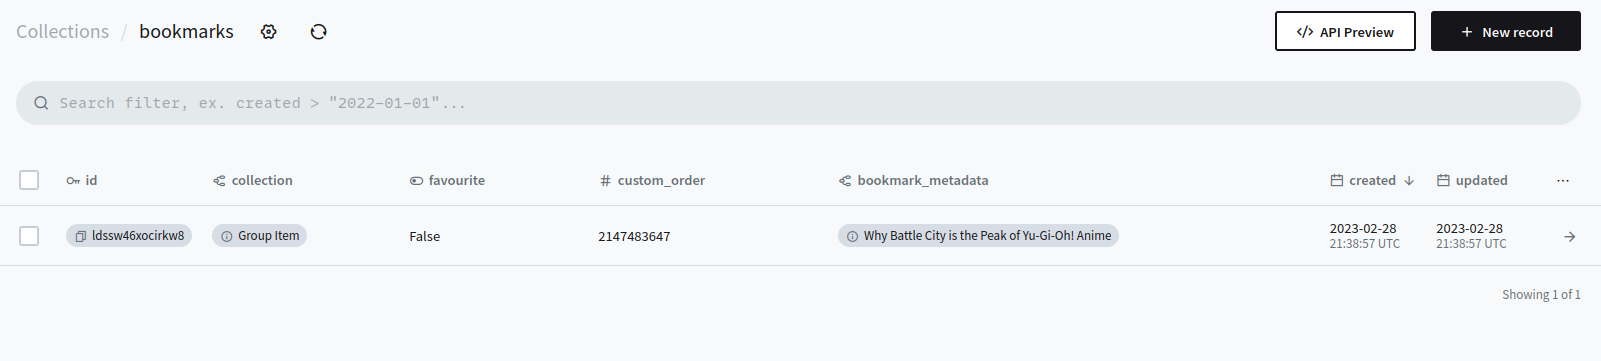 Collections / bookmarks
</> API Preview
+ New record
Search filter, ex. created > "2022-01-01"...
id collection favourite # custom_order bookmark_metadata created ↓ updated ...
ldssw46xocirkw8 Group Item False 2147483647 Why Battle City is the Peak of Yu-Gi-Oh! Anime 2023-02-28 2023-02-28
21:38:57 UTC 21:38:57 UTC
Showing 1 of 1